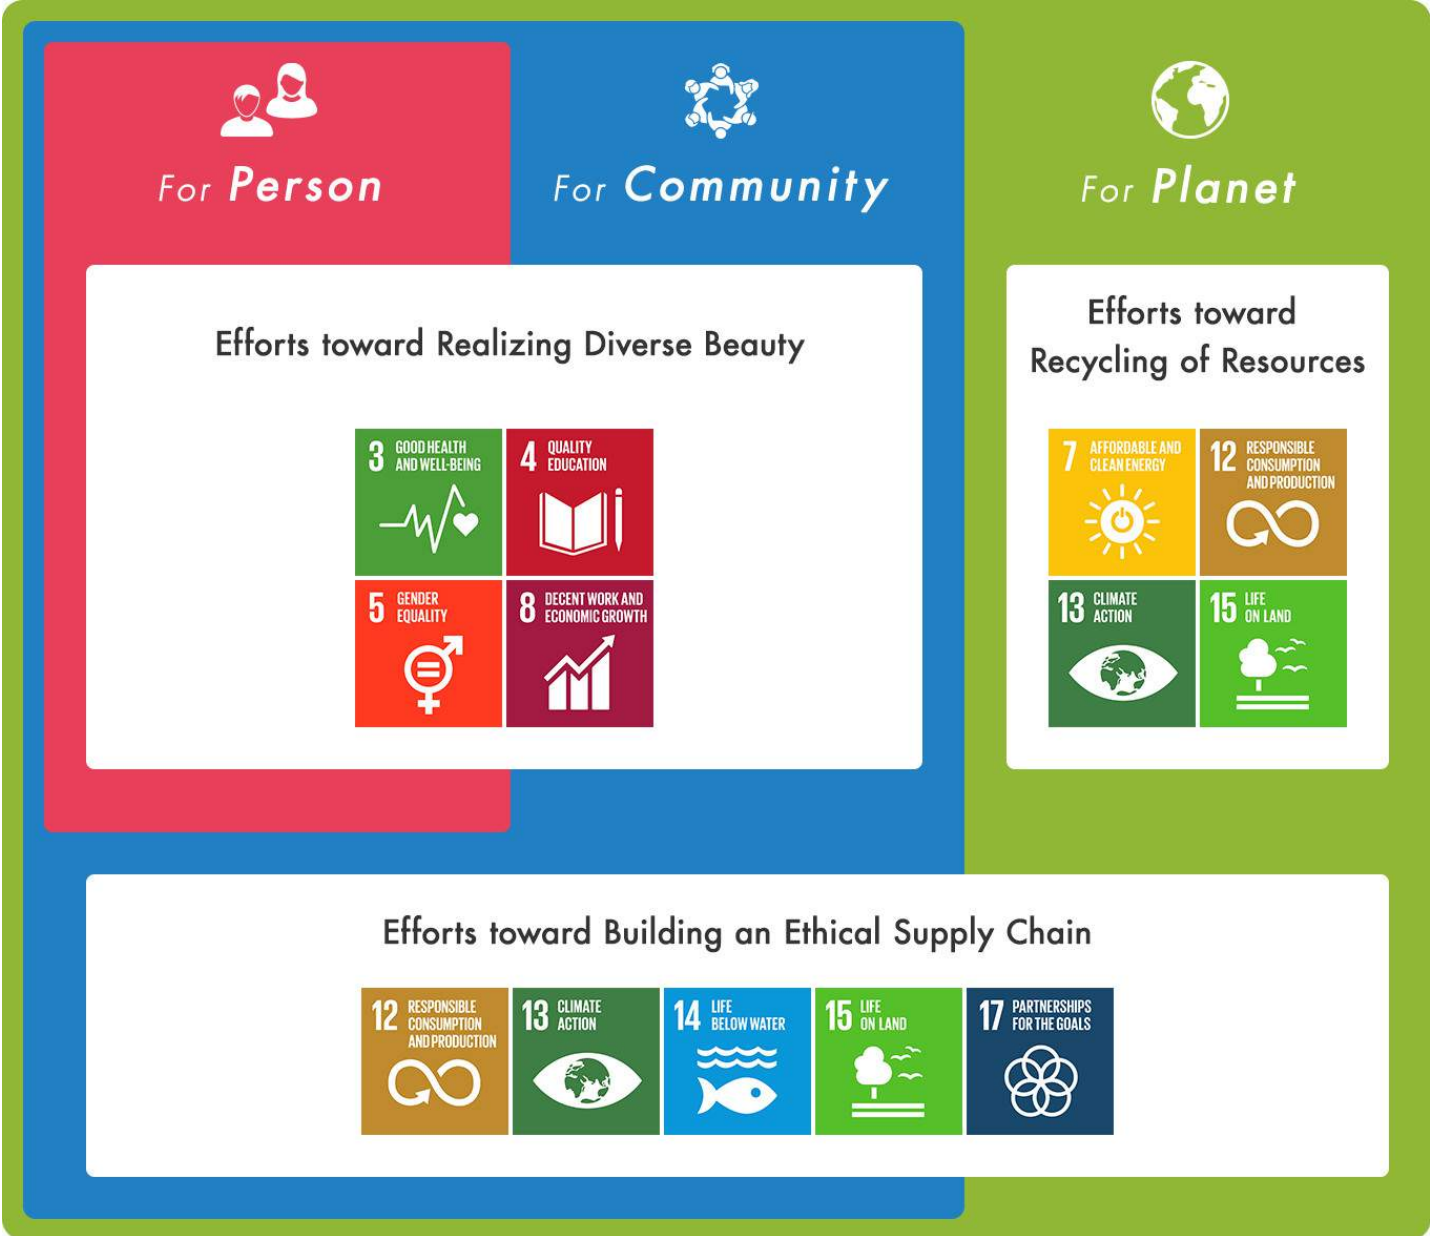 For Person
For Community
For Planet
Efforts toward Realizing Diverse Beauty
3 GOOD HEALTH
AND WELL-BEING
4 QUALITY
EDUCATION
5 GENDER
EQUALITY
8 DECENT WORK AND
ECONOMIC GROWTH
Efforts toward
Recycling of Resources
7 AFFORDABLE AND
CLEAN ENERGY
12 RESPONSIBLE
CONSUMPTION
AND PRODUCTION
13 CLIMATE
ACTION
15 LIFE
ON LAND
Efforts toward Building an Ethical Supply Chain
12 RESPONSIBLE
CONSUMPTION
AND PRODUCTION
13 CLIMATE
ACTION
14 LIFE
BELOW WATER
15 LIFE
ON LAND
17 PARTNERSHIPS
FOR THE GOALS